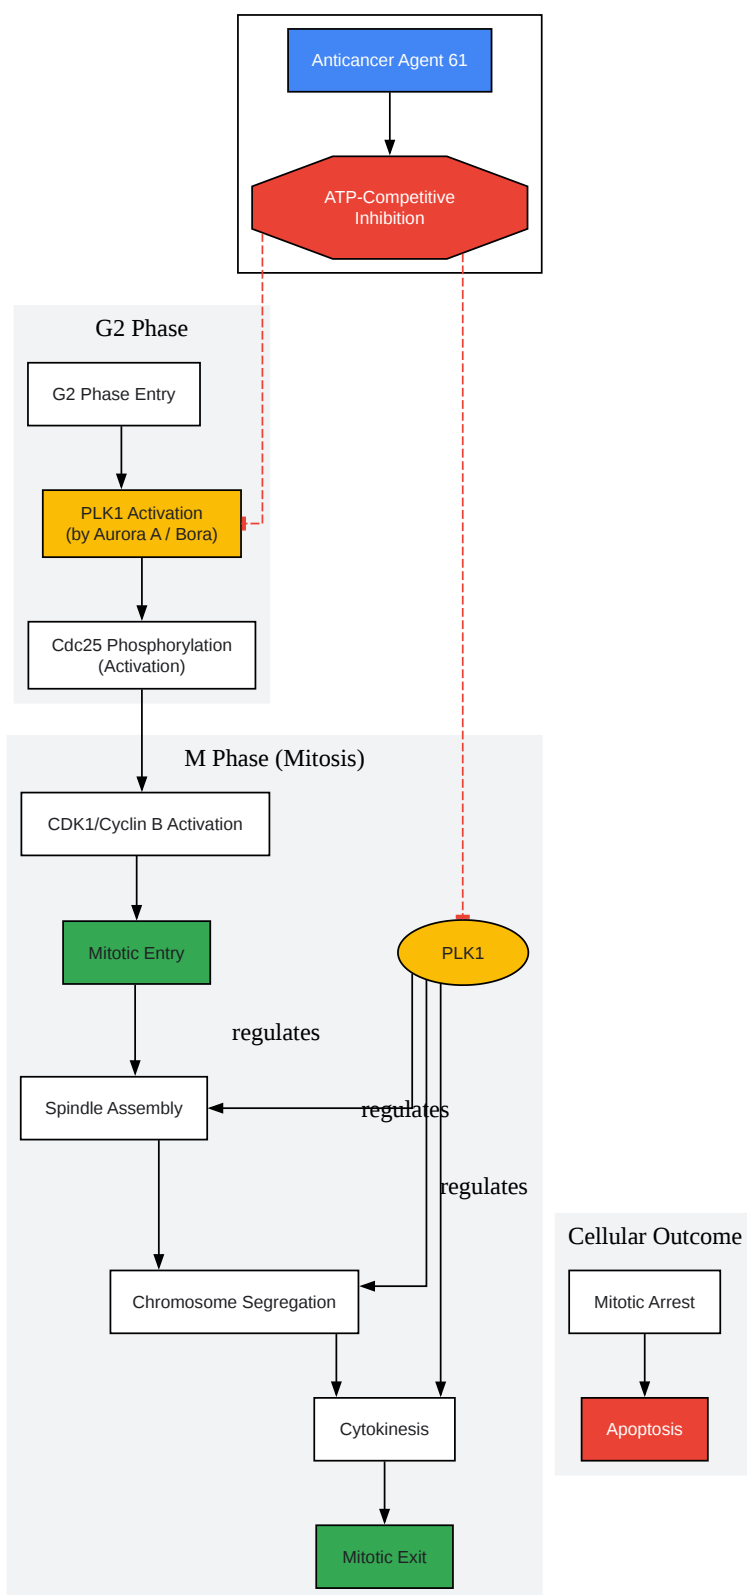 Anticancer Agent 61
ATP-Competitive
Inhibition
G2 Phase
G2 Phase Entry
PLK1 Activation
(by Aurora A / Bora)
Cdc25 Phosphorylation
(Activation)
M Phase (Mitosis)
CDK1/Cyclin B Activation
Mitotic Entry
PLK1
regulates
Spindle Assembly
regulates
regulates
Cellular Outcome
Chromosome Segregation
Mitotic Arrest
Cytokinesis
Apoptosis
Mitotic Exit